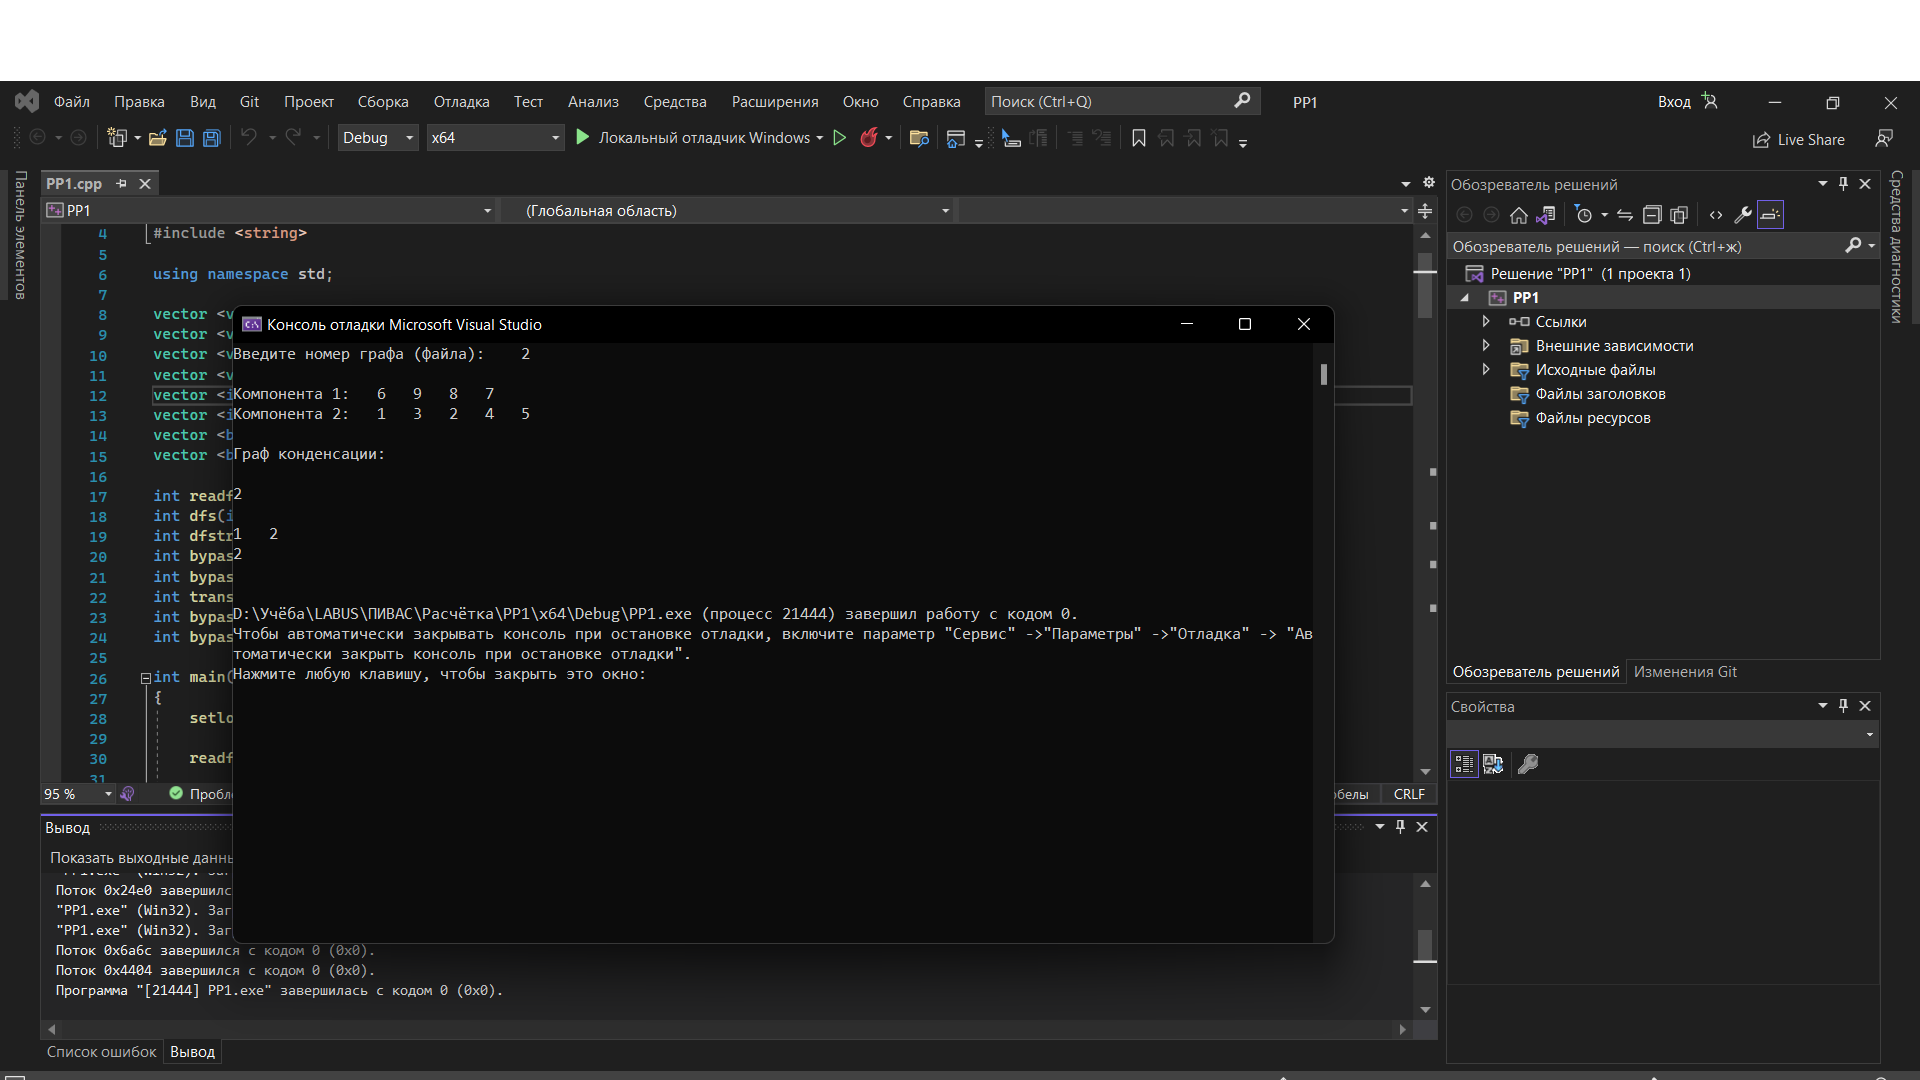 Файл Правка Вид Git Проект Сборка Отладка Тест Анализ Средства Расширения Окно Справка Поиск (Ctrl+Q) PP1 Вход
Debug x64 Локальный отладчик Windows Live Share
Панель элементов
PP1.cpp
PP1 (Глобальная область)
4 #include <string>
5
6 using namespace std;
7
8 vector <v
9 vector <v
10 vector <v
11 vector <v
12 vector <i
13 vector <i
14 vector <b
15 vector <b
16
17 int readf
18 int dfs(i
19 int dfstr
20 int bypas
21 int bypas
22 int trans
23 int bypas
24 int bypas
25
26 int main(
27 {
28 setlo
29
30 readf
31
95 % Пробл
обелы CRLF
Консоль отладки Microsoft Visual Studio
Введите номер графа (файла): 2
Компонента 1: 6 9 8 7
Компонента 2: 1 3 2 4 5
Граф конденсации:
2
1 2
2
D:\Учёба\LABUS\ПИВАС\Расчётка\PP1\x64\Debug\PP1.exe (процесс 21444) завершил работу с кодом 0.
Чтобы автоматически закрывать консоль при остановке отладки, включите параметр "Сервис" ->"Параметры" ->"Отладка" -> "Ав
томатически закрыть консоль при остановке отладки".
Нажмите любую клавишу, чтобы закрыть это окно:
Вывод
Показать выходные данны
"PP1.exe" (Win32). Заг
Поток 0x24e0 завершилс
"PP1.exe" (Win32). Заг
"PP1.exe" (Win32). Заг
Поток 0x6a6c завершился с кодом 0 (0x0).
Поток 0x4404 завершился с кодом 0 (0x0).
Программа "[21444] PP1.exe" завершилась с кодом 0 (0x0).
Список ошибок Вывод
Обозреватель решений
Обозреватель решений — поиск (Ctrl+ж)
Решение "PP1" (1 проекта 1)
PP1
Ссылки
Внешние зависимости
Исходные файлы
Файлы заголовков
Файлы ресурсов
Обозреватель решений Изменения Git
Свойства
Средства диагностики